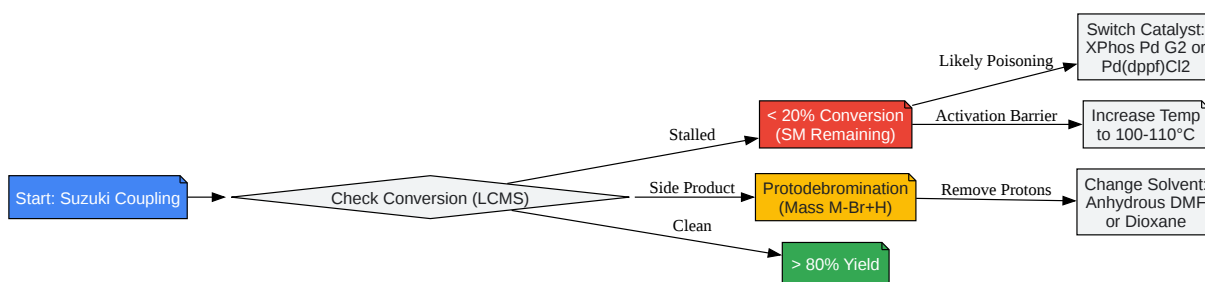 Start: Suzuki Coupling
Check Conversion (LCMS)
Stalled
Side Product
Clean
< 20% Conversion
(SM Remaining)
Protodebromination
(Mass M-Br+H)
> 80% Yield
Likely Poisoning
Activation Barrier
Remove Protons
Switch Catalyst:
XPhos Pd G2 or
Pd(dppf)Cl2
Increase Temp
to 100-110°C
Change Solvent:
Anhydrous DMF
or Dioxane